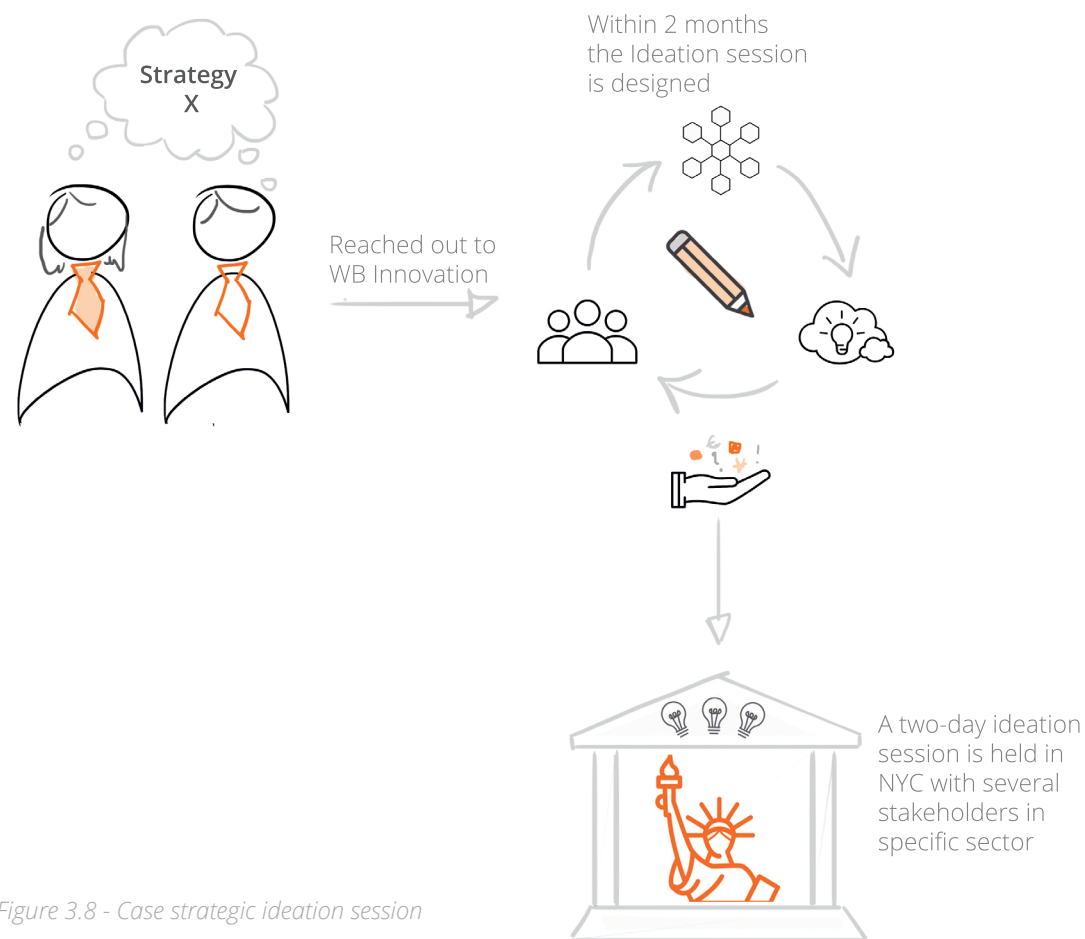 Within 2 months
the Ideation session
is designed
Strategy
X
Reached out to
WB Innovation
A two-day ideation
session is held in
NYC with several
stakeholders in
specific sector
Figure 3.8 - Case strategic ideation session